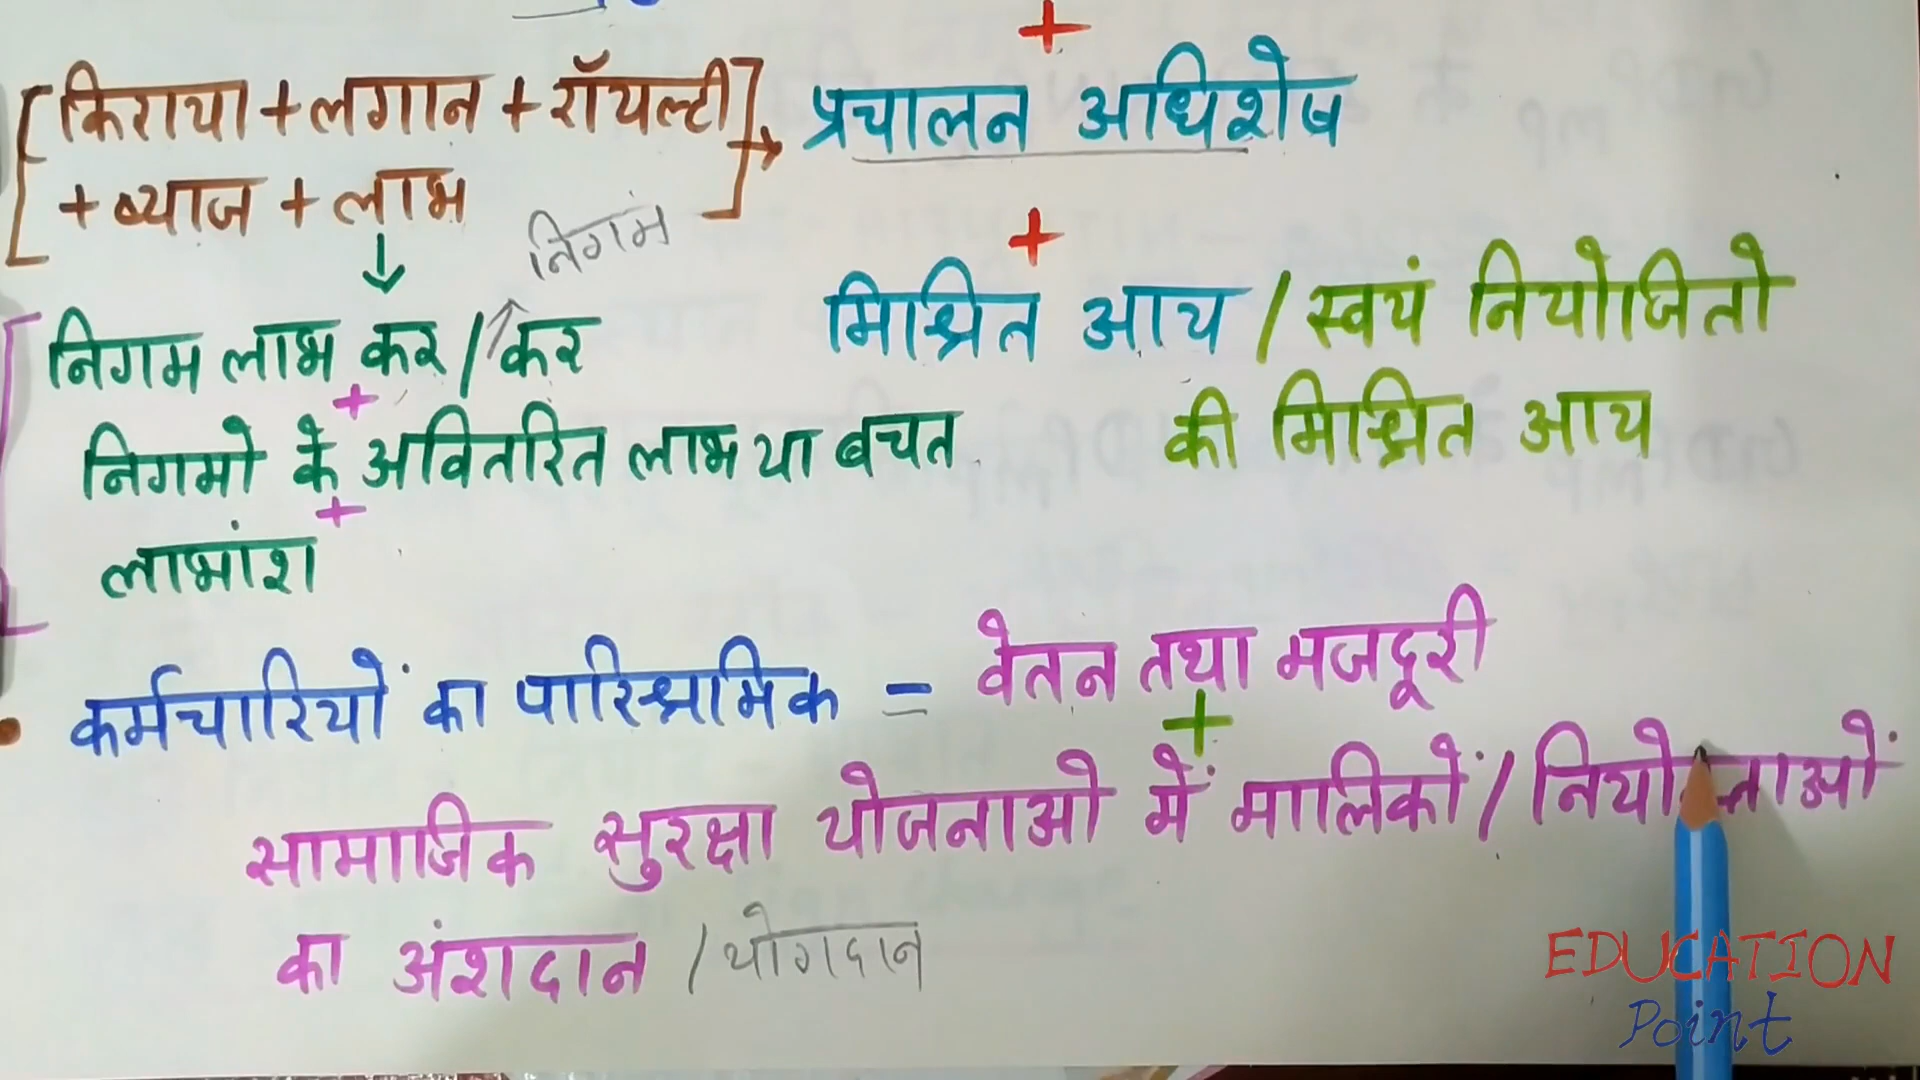 [किराया + लगान + रॉयल्टी
+ ब्याज + लाभ] →
+
प्रचालन अधिशेष
+
निगम
मिश्रित आय / स्वयं नियोजितो
की मिश्रित आय
निगम लाभ कर / कर
+
निगमो के अवितरित लाभ या बचत
+
लाभांश
कर्मचारियों का पारिश्रमिक = वेतन तथा मजदूरी
+
सामाजिक सुरक्षा योजनाओ में मालिकों / नियोक्ताओं
का अंशदान / योगदान
EDUCATION
Point